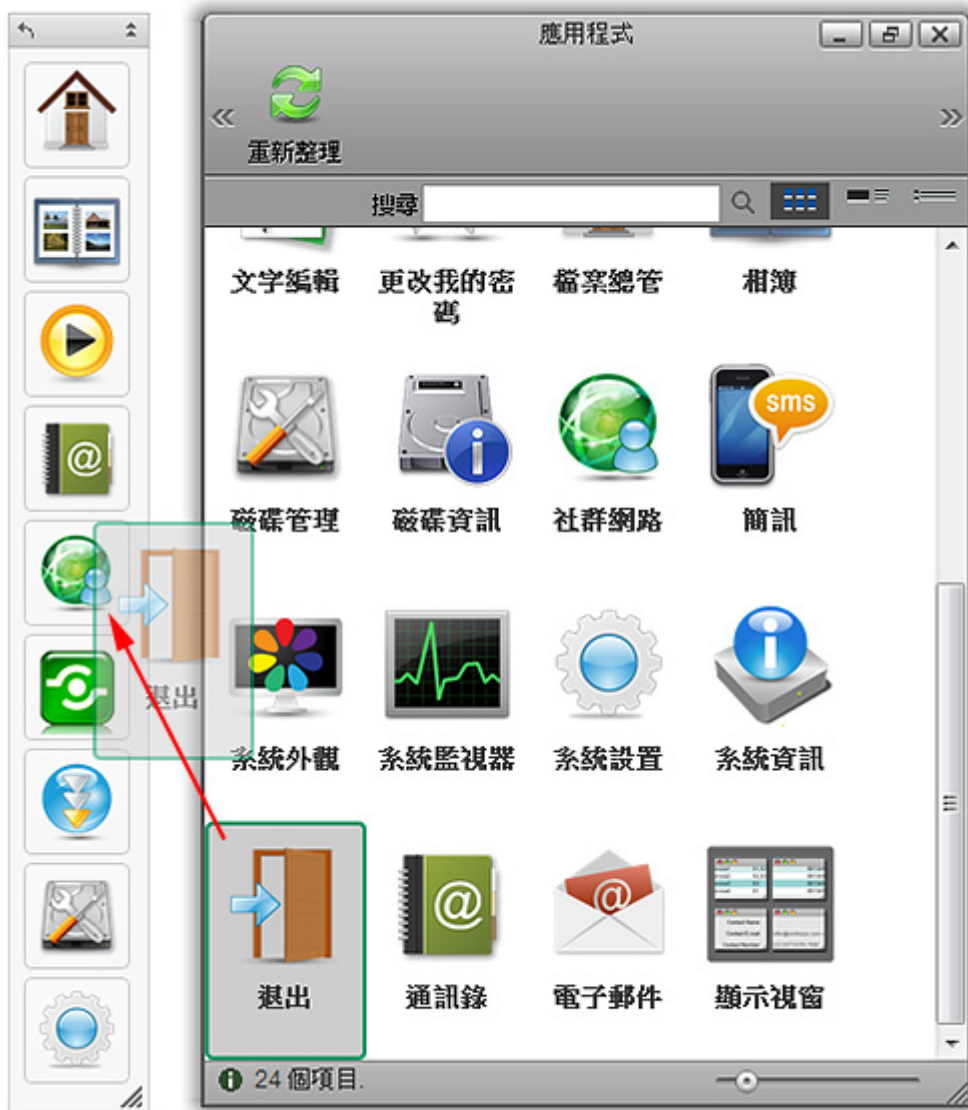 應用程式
重新整理
搜尋
文字編輯
更改我的密
碼
檔案總管
相簿
磁碟管理
磁碟資訊
社群網路
sms
簡訊
退出
系統外觀
系統監視器
系統設置
系統資訊
@
@
@
退出
通訊錄
電子郵件
顯示視窗
24 個項目.